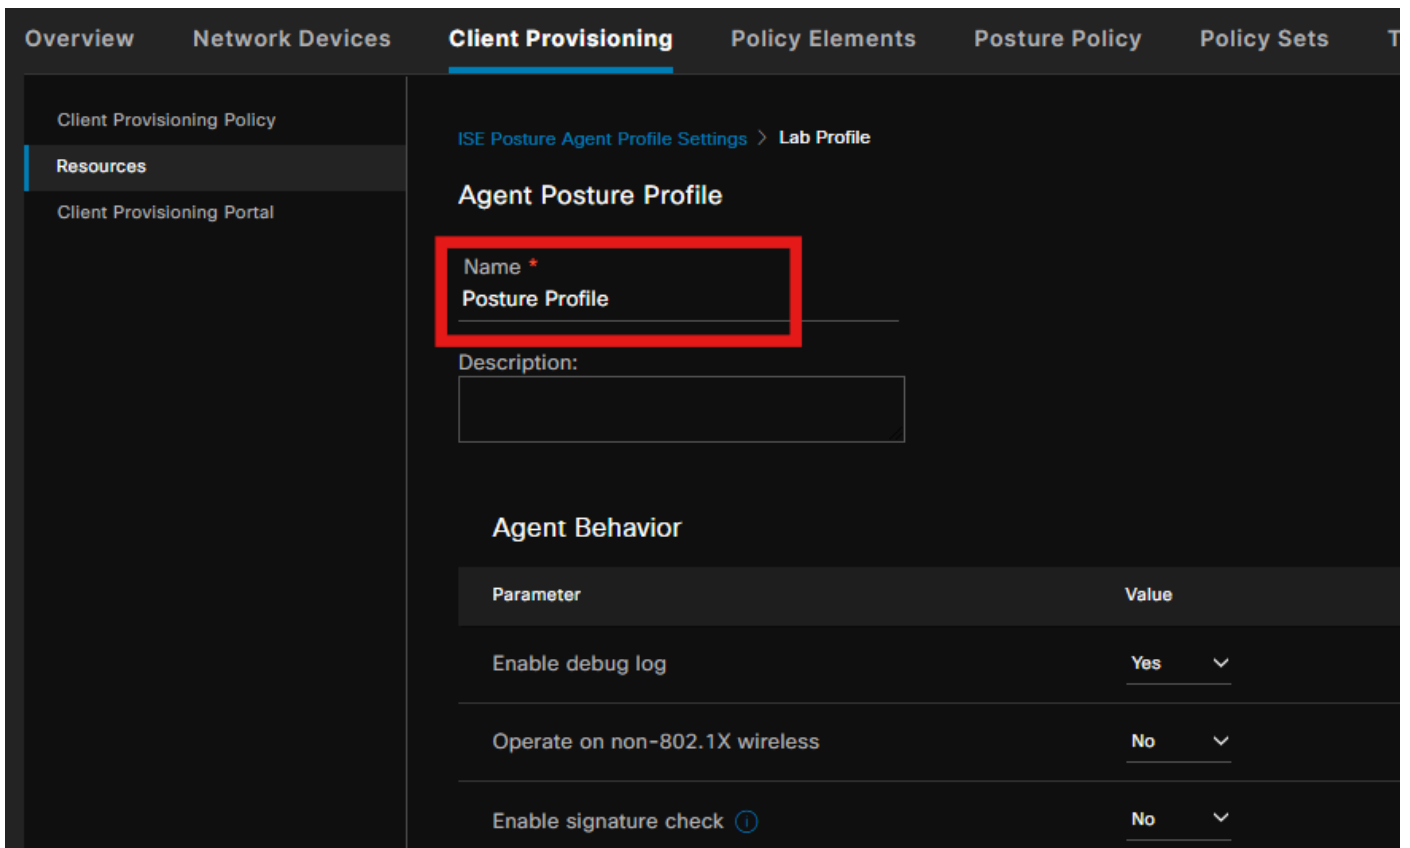 Overview Network Devices Client Provisioning Policy Elements Posture Policy Policy Sets T
Client Provisioning Policy
Resources
Client Provisioning Portal
ISE Posture Agent Profile Settings > Lab Profile
Agent Posture Profile
Name *
Posture Profile
Description:
Agent Behavior
Parameter Value
Enable debug log Yes
Operate on non-802.1X wireless No
Enable signature check No